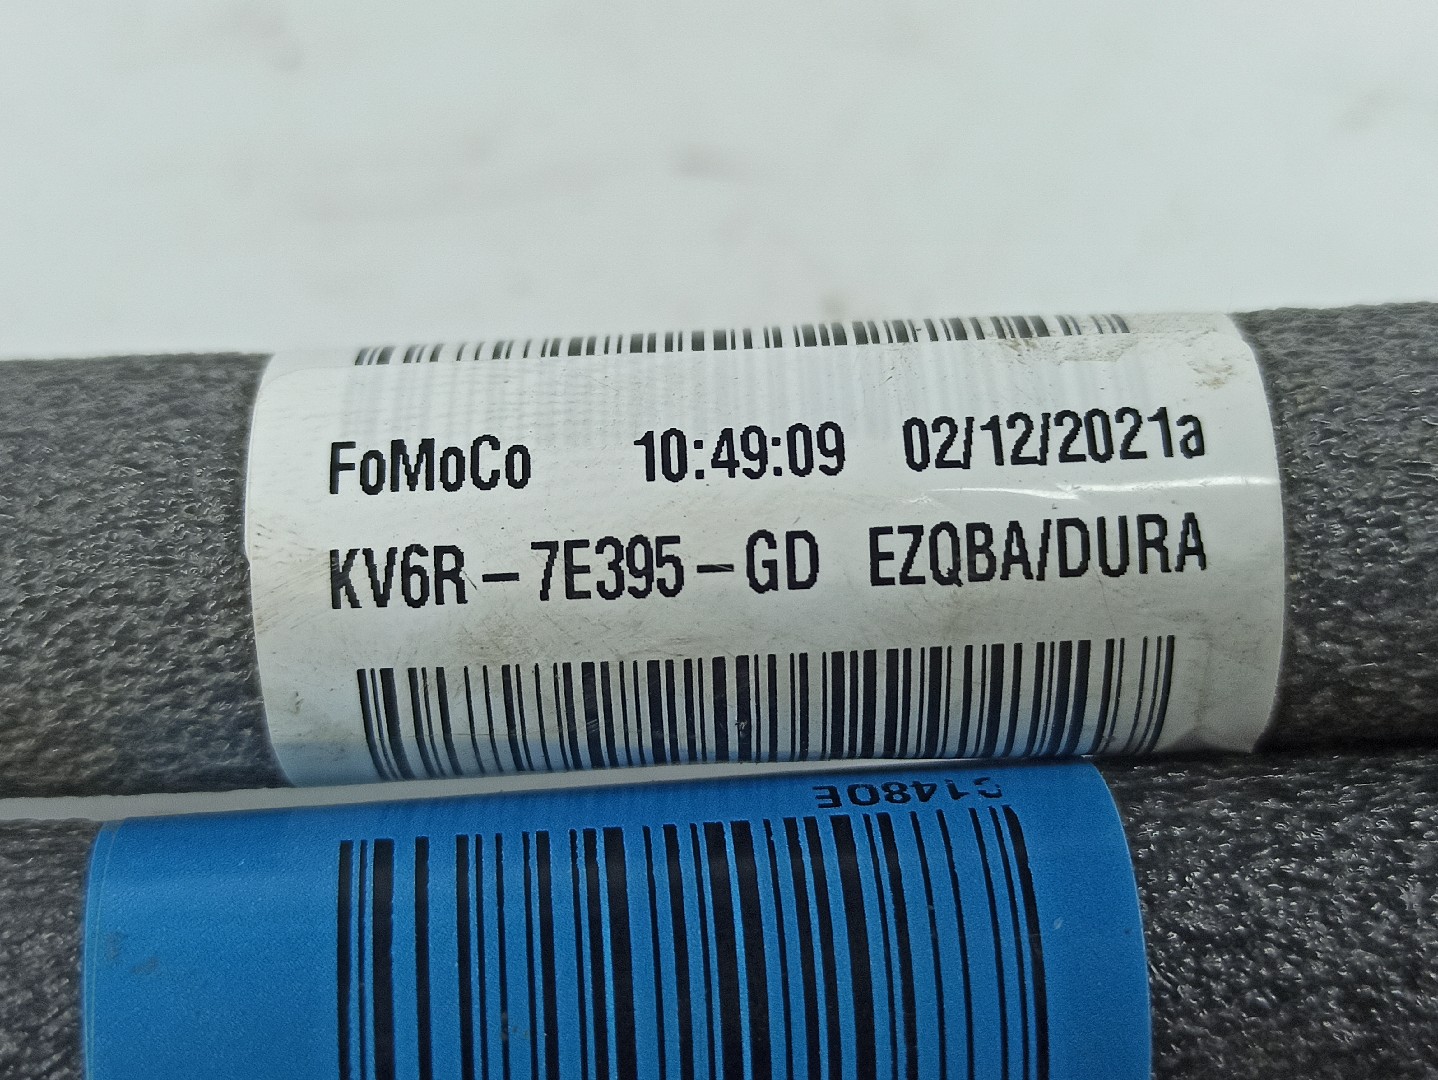 FoMoCo 10:49:09 02/12/2021a
KV6R-7E395-GD EZQBA/DURA